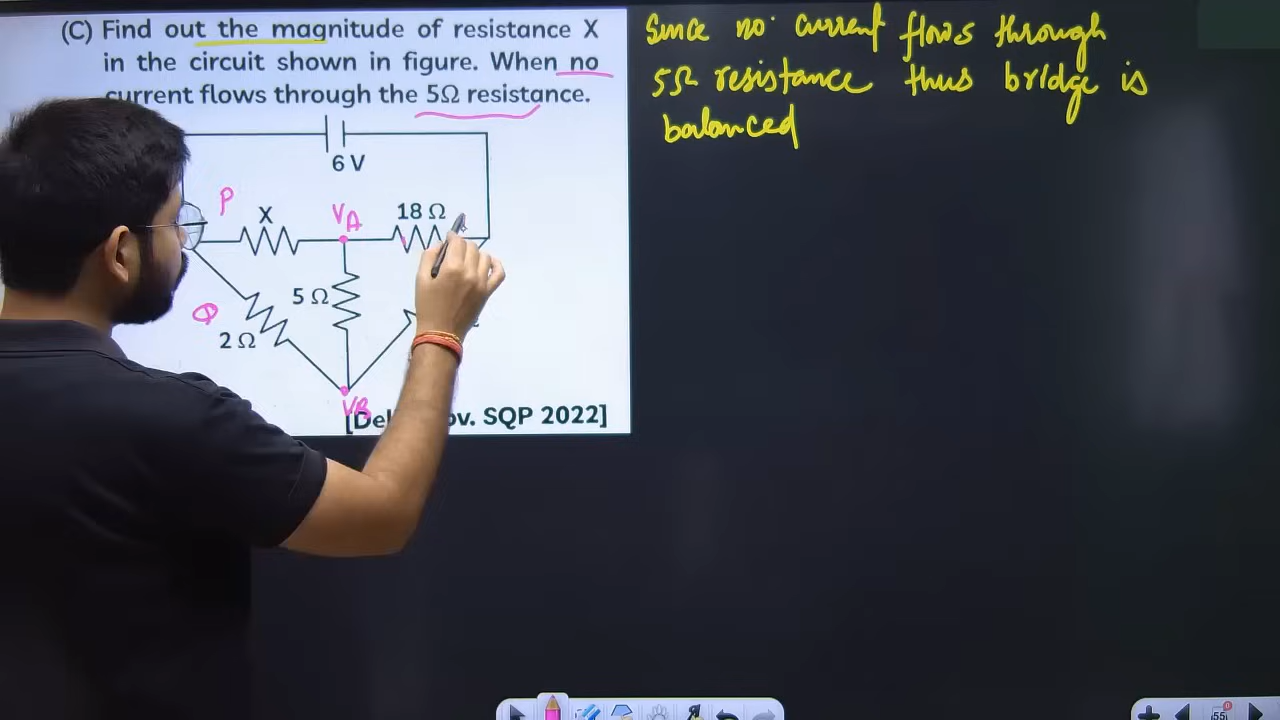 (C) Find out the magnitude of resistance X
in the circuit shown in figure. When no
current flows through the 5Ω resistance.
6 V
P
X
VA
18 Ω
5 Ω
Q
2 Ω
VB
SQP 2022]
Since no current flows through
5Ω resistance thus bridge is
balanced
55